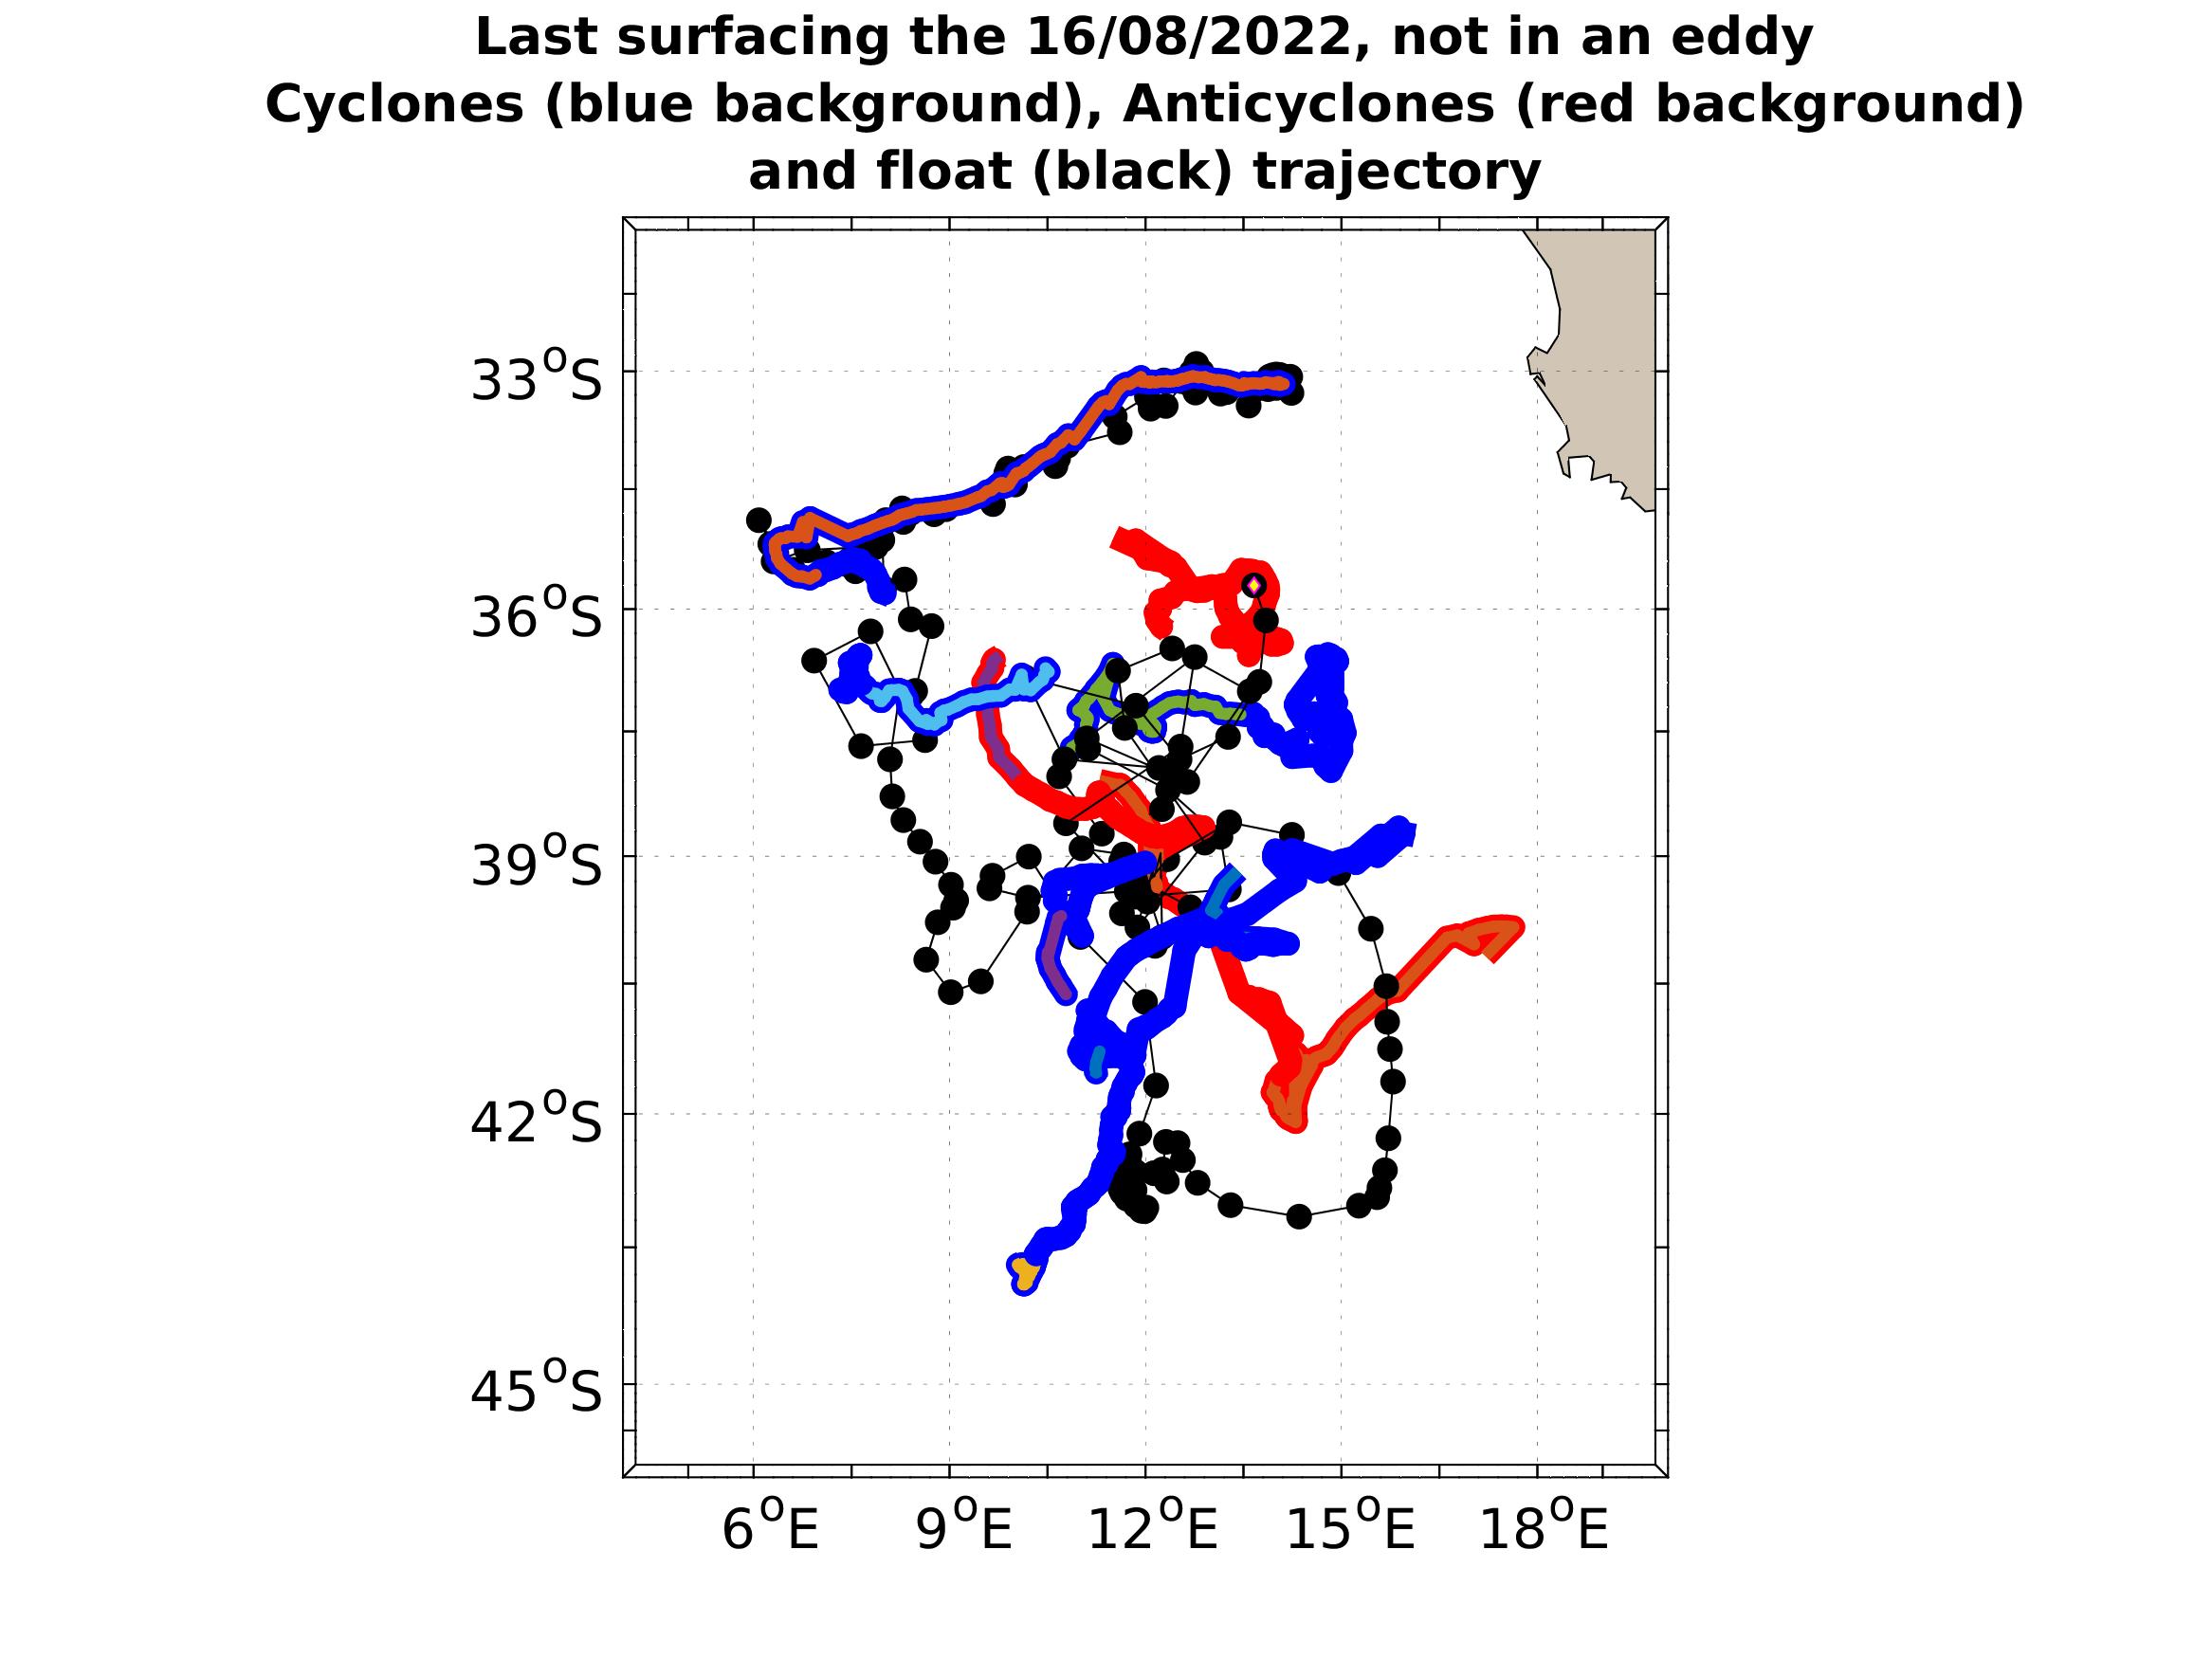 Last surfacing the 16/08/2022, not in an eddy
Cyclones (blue background), Anticyclones (red background)
and float (black) trajectory
33°S
36°S
39°S
42°S
45°S
6°E 9°E 12°E 15°E 18°E